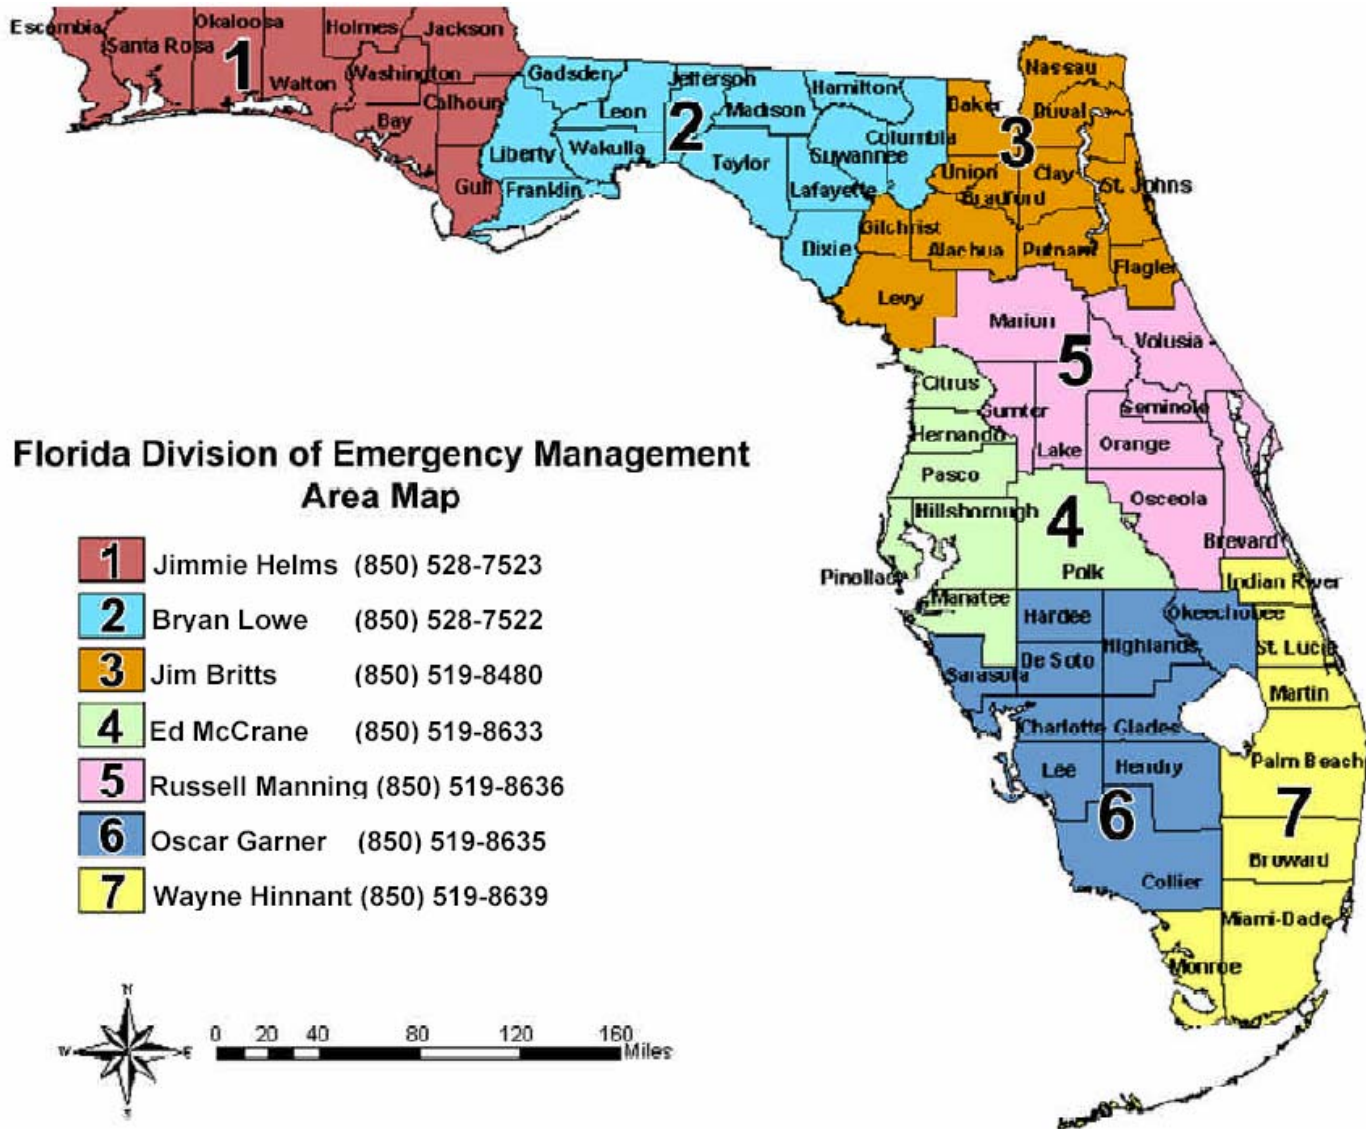 Escambia
Santa Rosa
Okaloosa
Holmes
Jackson
1
Walton
Washington
Calhoun
Bay
Gulf
Gadsden
Jefferson
Hamilton
Leon
2
Madison
Columbia
Liberty
Wakulla
Taylor
Suwannee
Lafayette
Franklin
Dixie
Nassau
Baker
Duval
3
Union
Clay
St. Johns
Bradford
Gilchrist
Alachua
Putnam
Flagler
Levy
Marion
Volusia
5
Citrus
Sumter
Seminole
Hernando
Lake
Orange
Pasco
Osceola
Hillsborough
4
Brevard
Polk
Pinellas
Indian River
Manatee
Hardee
Okeechobee
Highlands
St. Lucie
De Soto
Sarasota
Martin
Charlotte
Glades
Lee
Hendry
Palm Beach
6
7
Broward
Collier
Miami-Dade
Monroe
Florida Division of Emergency Management
Area Map
1 Jimmie Helms (850) 528-7523
2 Bryan Lowe (850) 528-7522
3 Jim Britts (850) 519-8480
4 Ed McCrane (850) 519-8633
5 Russell Manning (850) 519-8636
6 Oscar Garner (850) 519-8635
7 Wayne Hinnant (850) 519-8639
N
W E
S
0 20 40 80 120 160
Miles